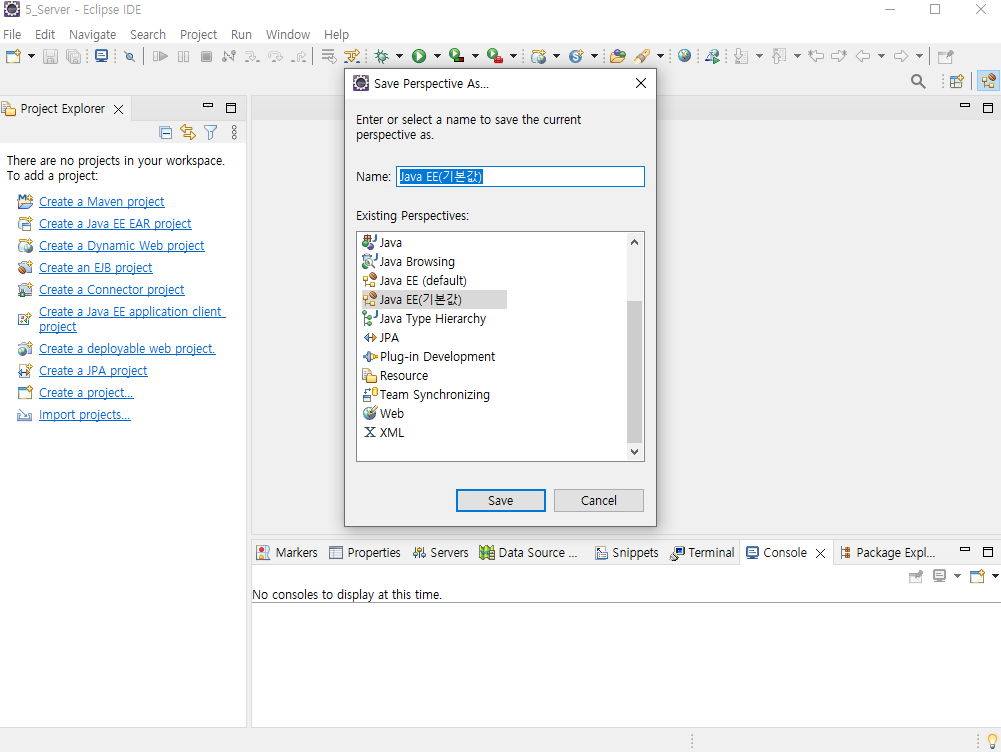 5_Server - Eclipse IDE
File Edit Navigate Search Project Run Window Help
Project Explorer
There are no projects in your workspace.
To add a project:
Create a Maven project
Create a Java EE EAR project
Create a Dynamic Web project
Create an EJB project
Create a Connector project
Create a Java EE application client
project
Create a deployable web project.
Create a JPA project
Create a project...
Import projects...
Save Perspective As...
Enter or select a name to save the current
perspective as.
Name: Java EE(기본값)
Existing Perspectives:
Java
Java Browsing
Java EE (default)
Java EE(기본값)
Java Type Hierarchy
JPA
Plug-in Development
Resource
Team Synchronizing
Web
XML
Save Cancel
Markers Properties Servers Data Source ... Snippets Terminal Console Package Expl...
No consoles to display at this time.